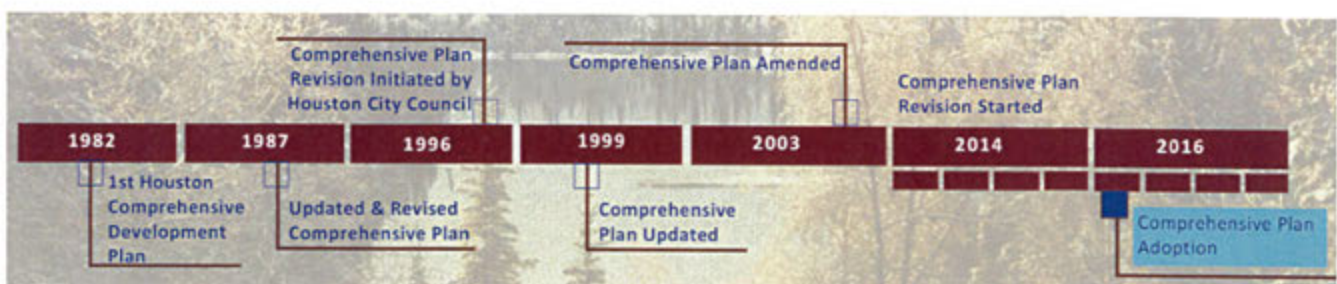 Comprehensive Plan
Revision Initiated by
Houston City Council
Comprehensive Plan Amended
Comprehensive Plan
Revision Started
1982
1987
1996
1999
2003
2014
2016
1st Houston
Comprehensive
Development
Plan
Updated & Revised
Comprehensive Plan
Comprehensive
Plan Updated
Comprehensive Plan
Adoption